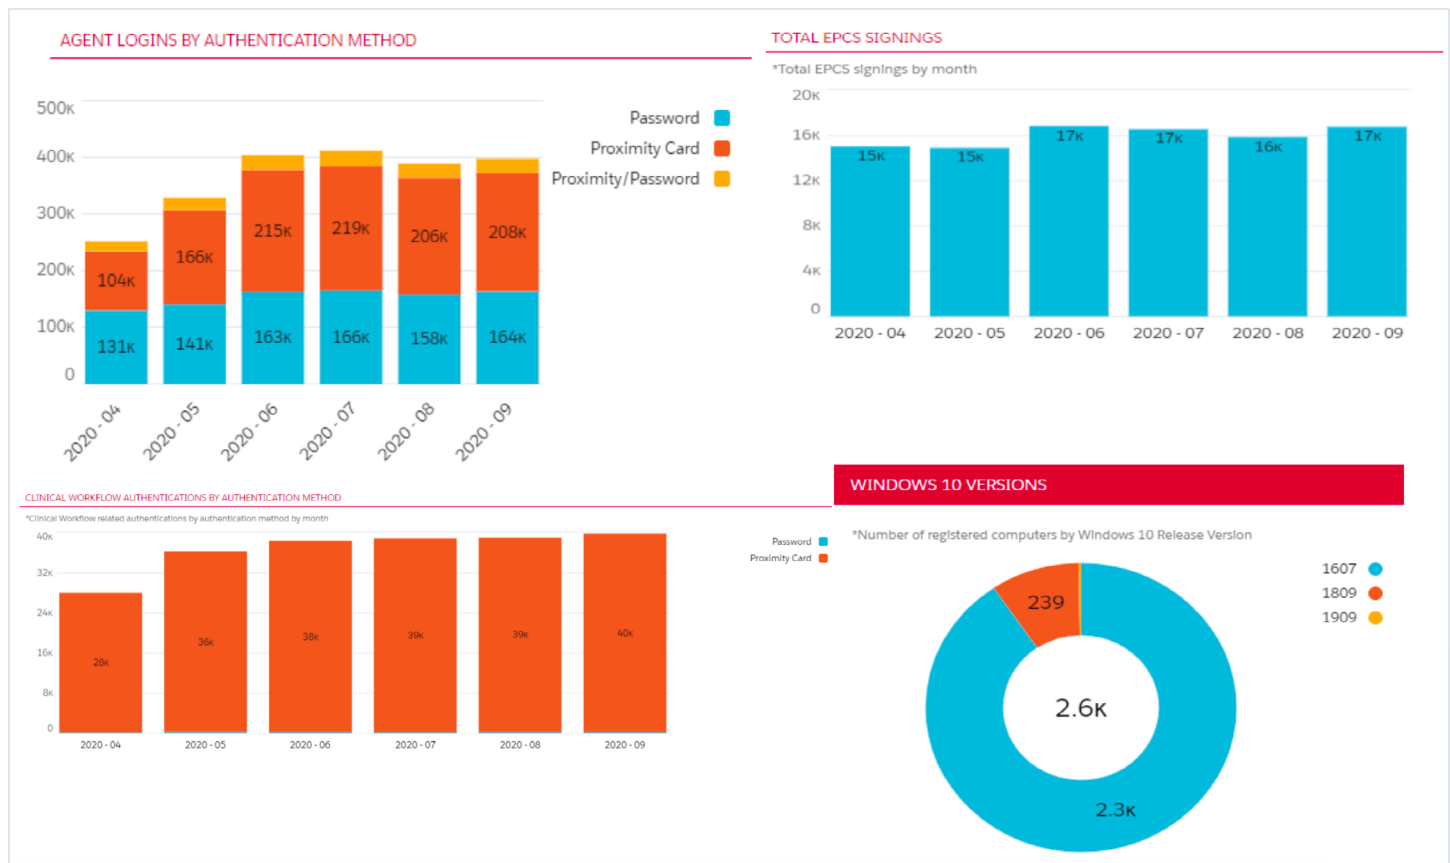 AGENT LOGINS BY AUTHENTICATION METHOD
500K
400K
300K
200K
100K
0
104K
166K
215K
219K
206K
208K
131K
141K
163K
166K
158K
164K
2020 - 04
2020 - 05
2020 - 06
2020 - 07
2020 - 08
2020 - 09
Password
Proximity Card
Proximity/Password
TOTAL EPCS SIGNINGS
*Total EPCS signings by month
20K
16K
12K
8K
4K
0
15K
15K
17K
17K
16K
17K
2020 - 04
2020 - 05
2020 - 06
2020 - 07
2020 - 08
2020 - 09
CLINICAL WORKFLOW AUTHENTICATIONS BY AUTHENTICATION METHOD
*Clinical Workflow related authentications by authentication method by month
40K
32K
24K
16K
8K
0
28K
36K
38K
39K
39K
40K
2020 - 04
2020 - 05
2020 - 06
2020 - 07
2020 - 08
2020 - 09
Password
Proximity Card
WINDOWS 10 VERSIONS
*Number of registered computers by Windows 10 Release Version
1607
1809
1909
239
2.6K
2.3K